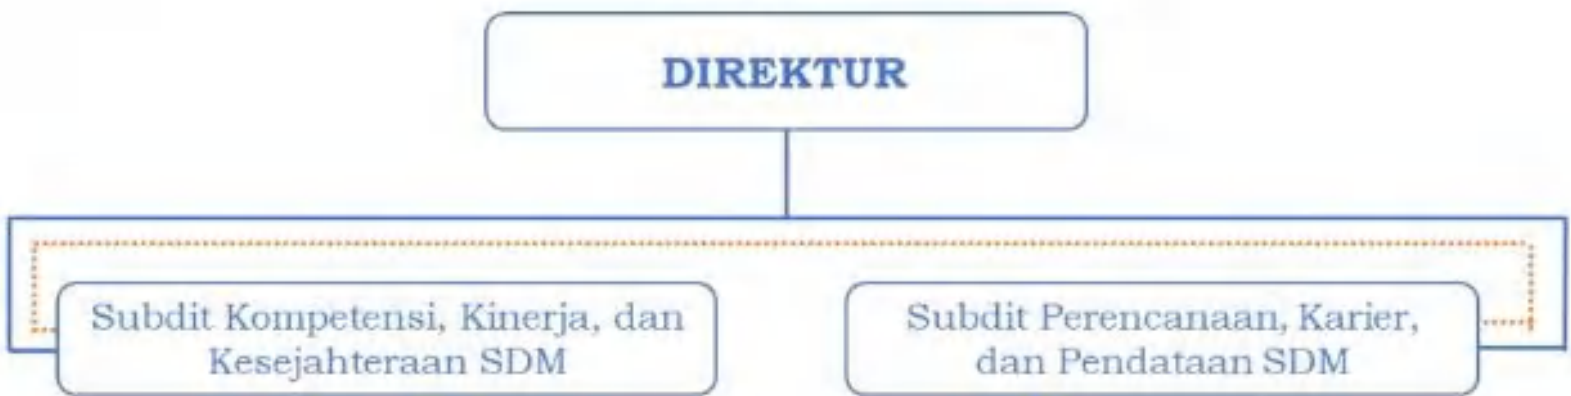 DIREKTUR
Subdit Kompetensi, Kinerja, dan
Kesejahteraan SDM
Subdit Perencanaan, Karier,
dan Pendataan SDM